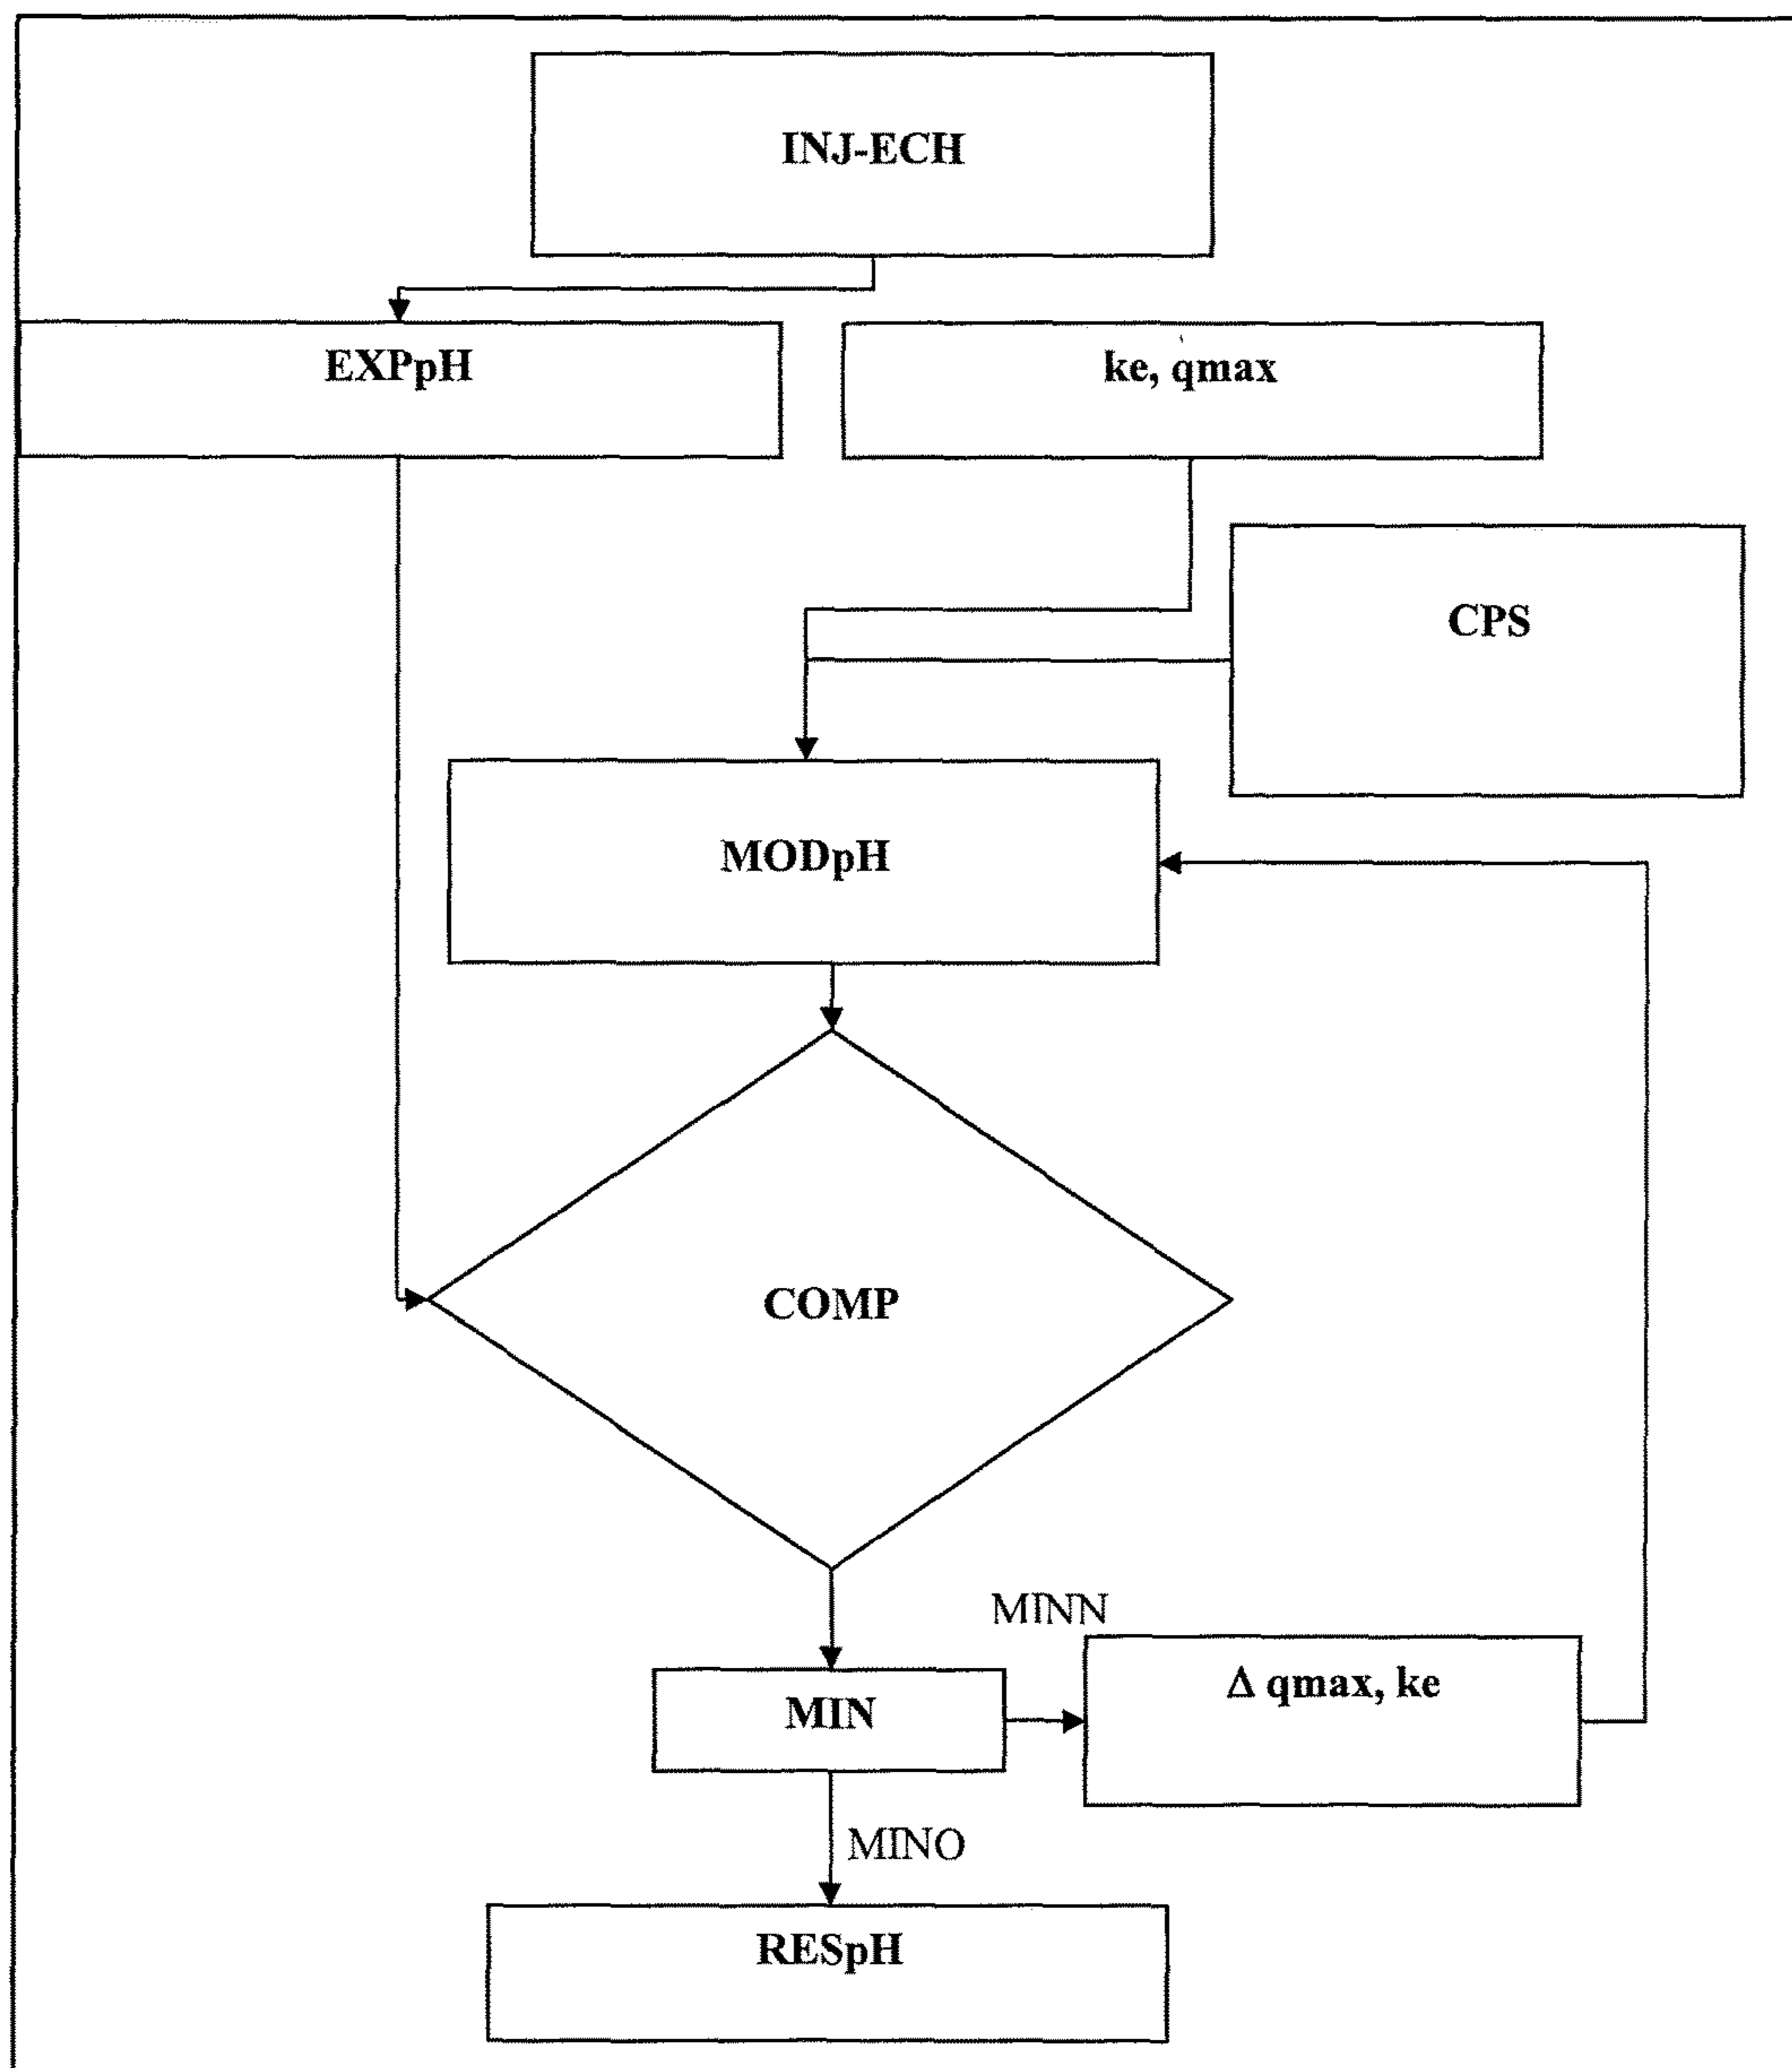 INJ-ECH
EXPpH
ke, qmax
CPS
MODpH
COMP
MINN
Δ qmax, ke
MIN
MINO
RESpH